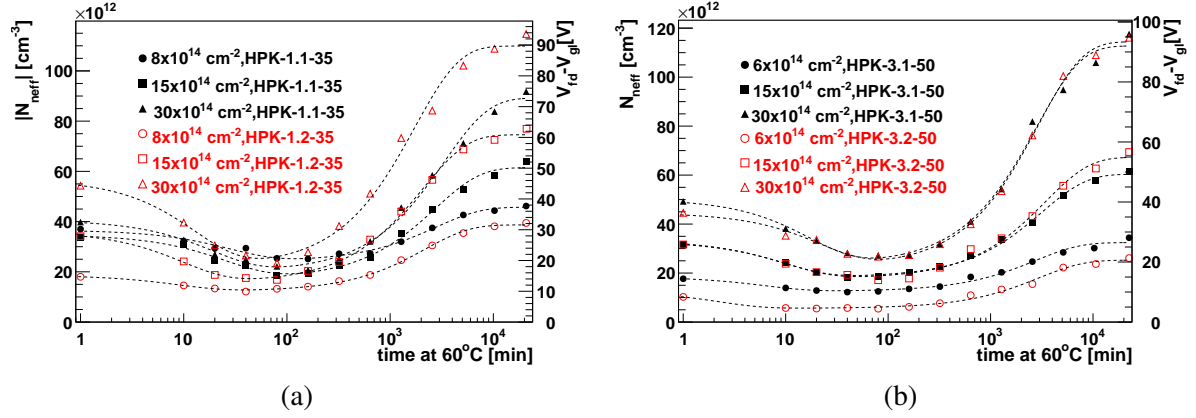 ×10¹²
|N_neff| [cm⁻³]
120
100
80
60
40
20
0
8x10¹⁴ cm⁻²,HPK-1.1-35
15x10¹⁴ cm⁻²,HPK-1.1-35
30x10¹⁴ cm⁻²,HPK-1.1-35
8x10¹⁴ cm⁻²,HPK-1.2-35
15x10¹⁴ cm⁻²,HPK-1.2-35
30x10¹⁴ cm⁻²,HPK-1.2-35
V_fd-V_gl [V]
90
80
70
60
50
40
30
20
10
0
1 10 10² 10³ 10⁴
time at 60°C [min]
(a)
×10¹²
N_neff [cm⁻³]
120
100
80
60
40
20
0
6x10¹⁴ cm⁻²,HPK-3.1-50
15x10¹⁴ cm⁻²,HPK-3.1-50
30x10¹⁴ cm⁻²,HPK-3.1-50
6x10¹⁴ cm⁻²,HPK-3.2-50
15x10¹⁴ cm⁻²,HPK-3.2-50
30x10¹⁴ cm⁻²,HPK-3.2-50
V_fd-V_gl [V]
100
80
60
40
20
0
1 10 10² 10³ 10⁴
time at 60°C [min]
(b)